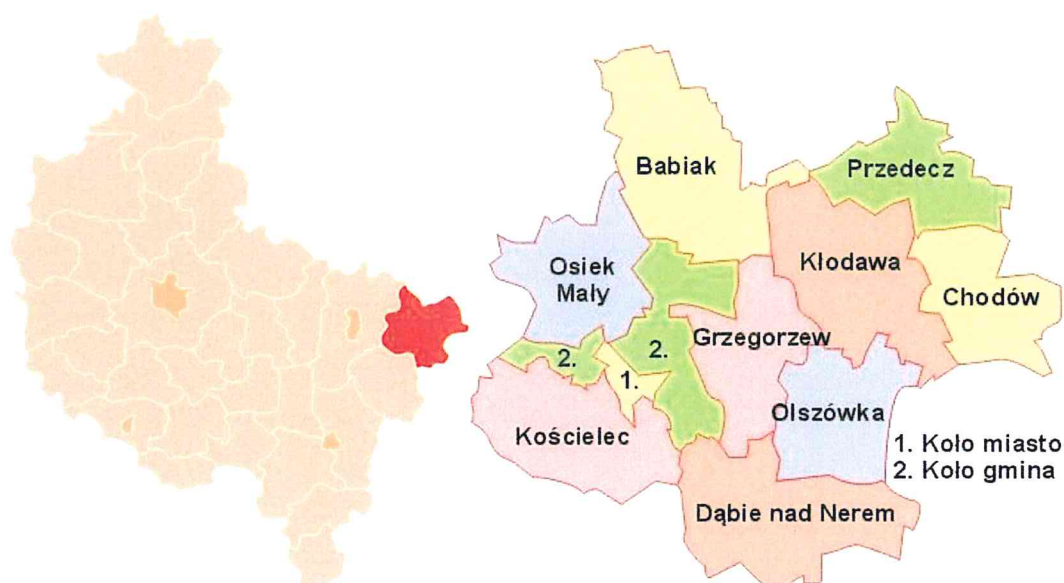 Babiak
Przedecz
Osiek
Mały
Kłodawa
Chodów
Grzegorzew
2.
2.
1.
Olszówka
Kościelec
1. Koło miasto
2. Koło gmina
Dąbie nad Nerem